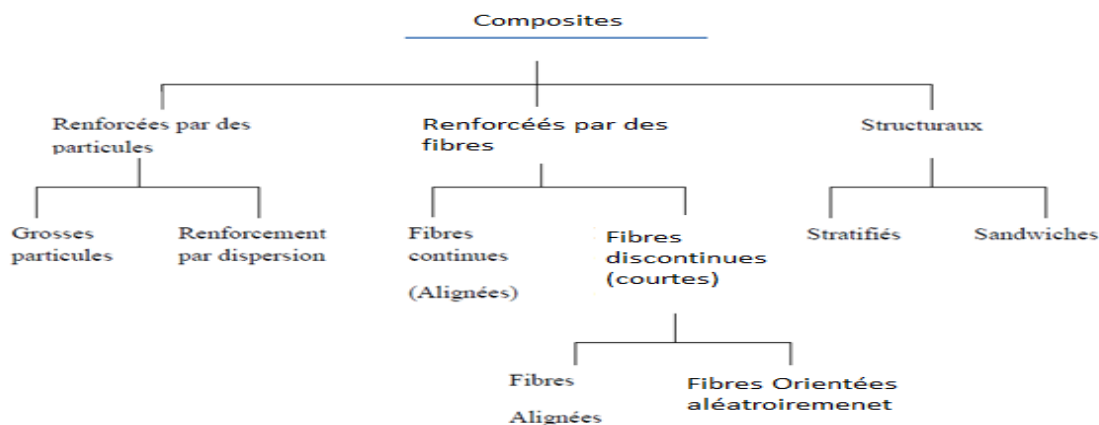 Composites
Renforcées par des
particules
Renforcéés par des
fibres
Structuraux
Grosses
particules
Renforcement
par dispersion
Fibres
continues
(Alignées)
Fibres
discontinues
(courtes)
Stratifiés
Sandwiches
Fibres
Alignées
Fibres Orientées
aléatroiremenet